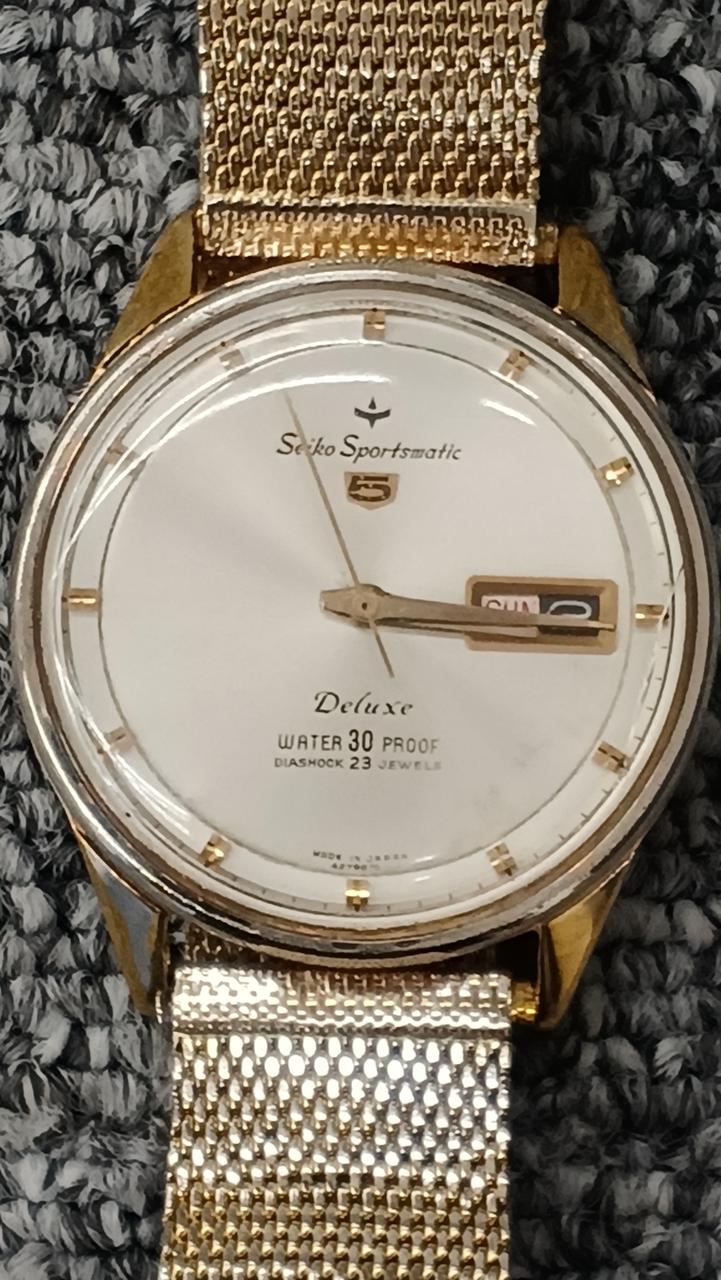 Seiko Sportsmatic
5
SUN
Deluxe
WATER 30 PROOF
DIASHOCK 23 JEWELS
MADE IN JAPAN